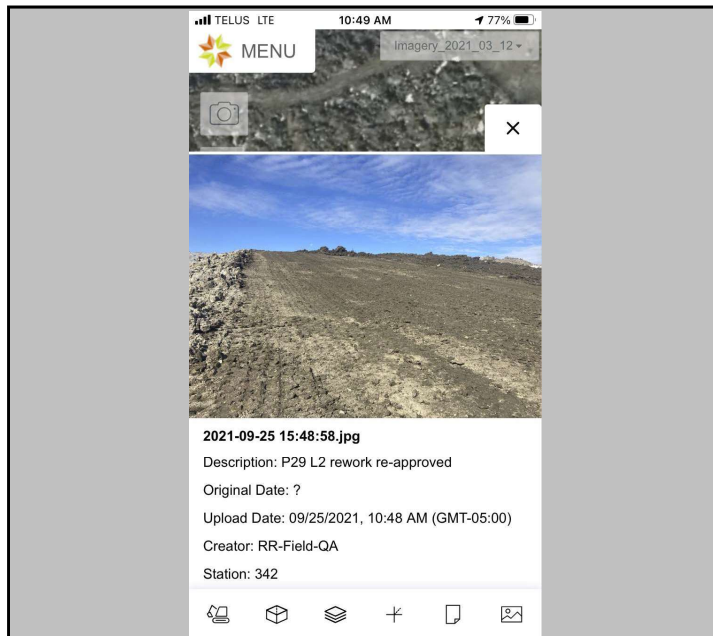 TELUS LTE 10:49 AM 77%
MENU
Imagery_2021_03_12
2021-09-25 15:48:58.jpg
Description: P29 L2 rework re-approved
Original Date: ?
Upload Date: 09/25/2021, 10:48 AM (GMT-05:00)
Creator: RR-Field-QA
Station: 342